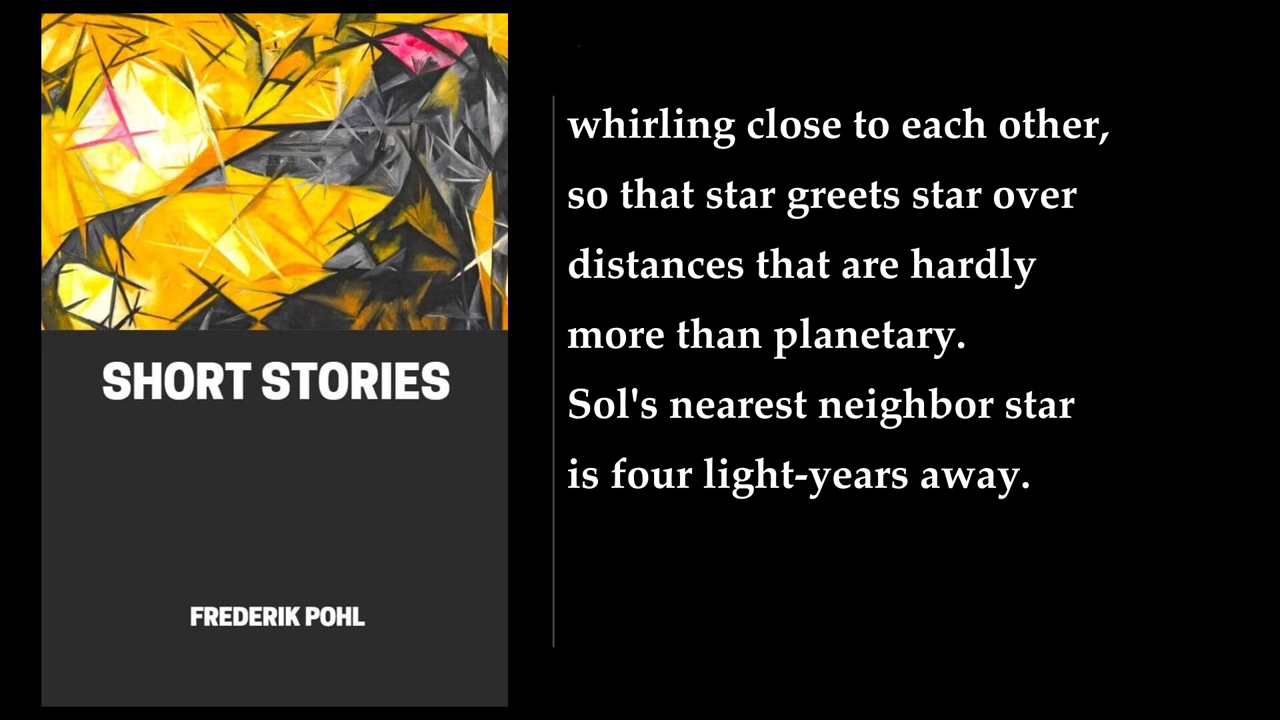 SHORT STORIES
FREDERIK POHL
whirling close to each other,
so that star greets star over
distances that are hardly
more than planetary.
Sol's nearest neighbor star
is four light-years away.